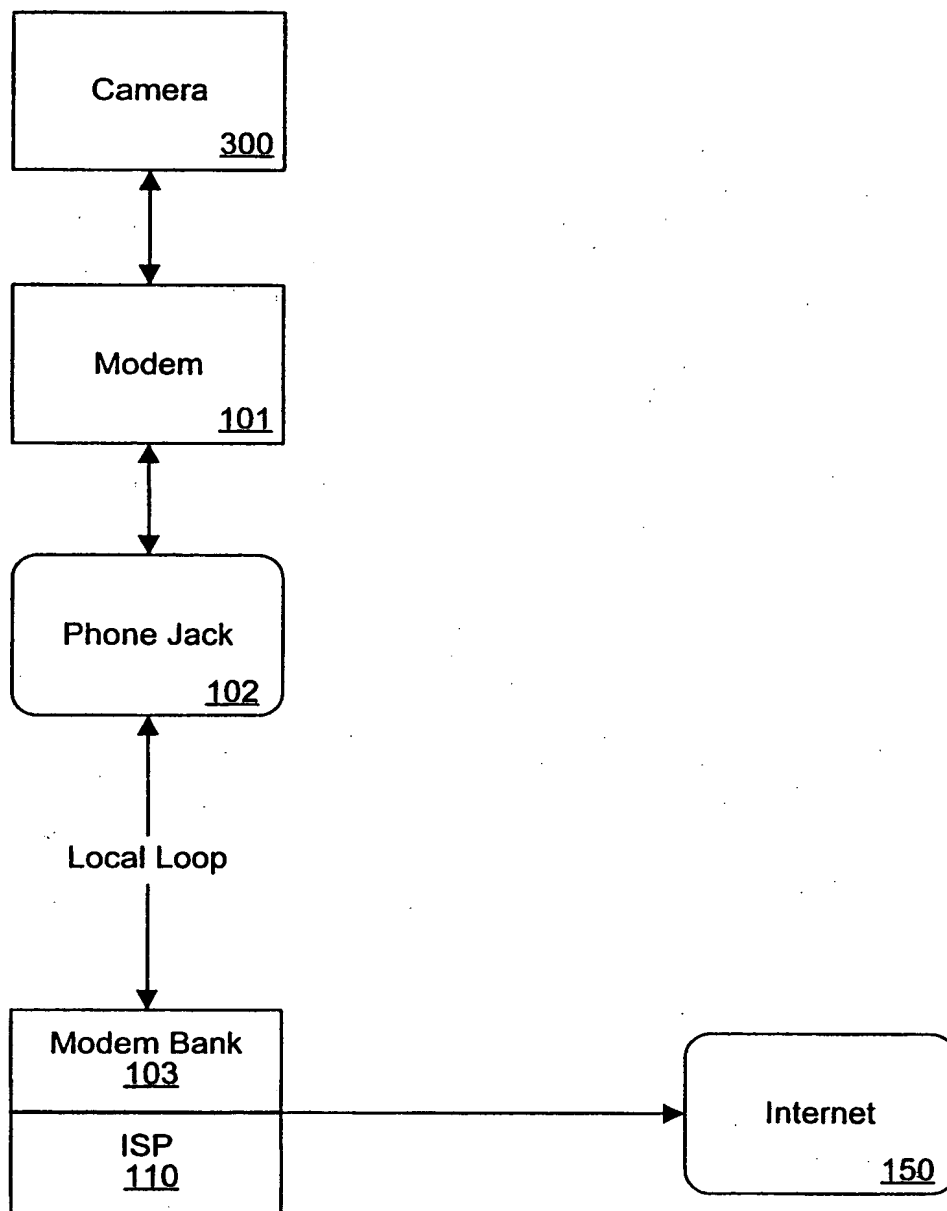 Camera
300
Modem
101
Phone Jack
102
Local Loop
Modem Bank
103
ISP
110
Internet
150